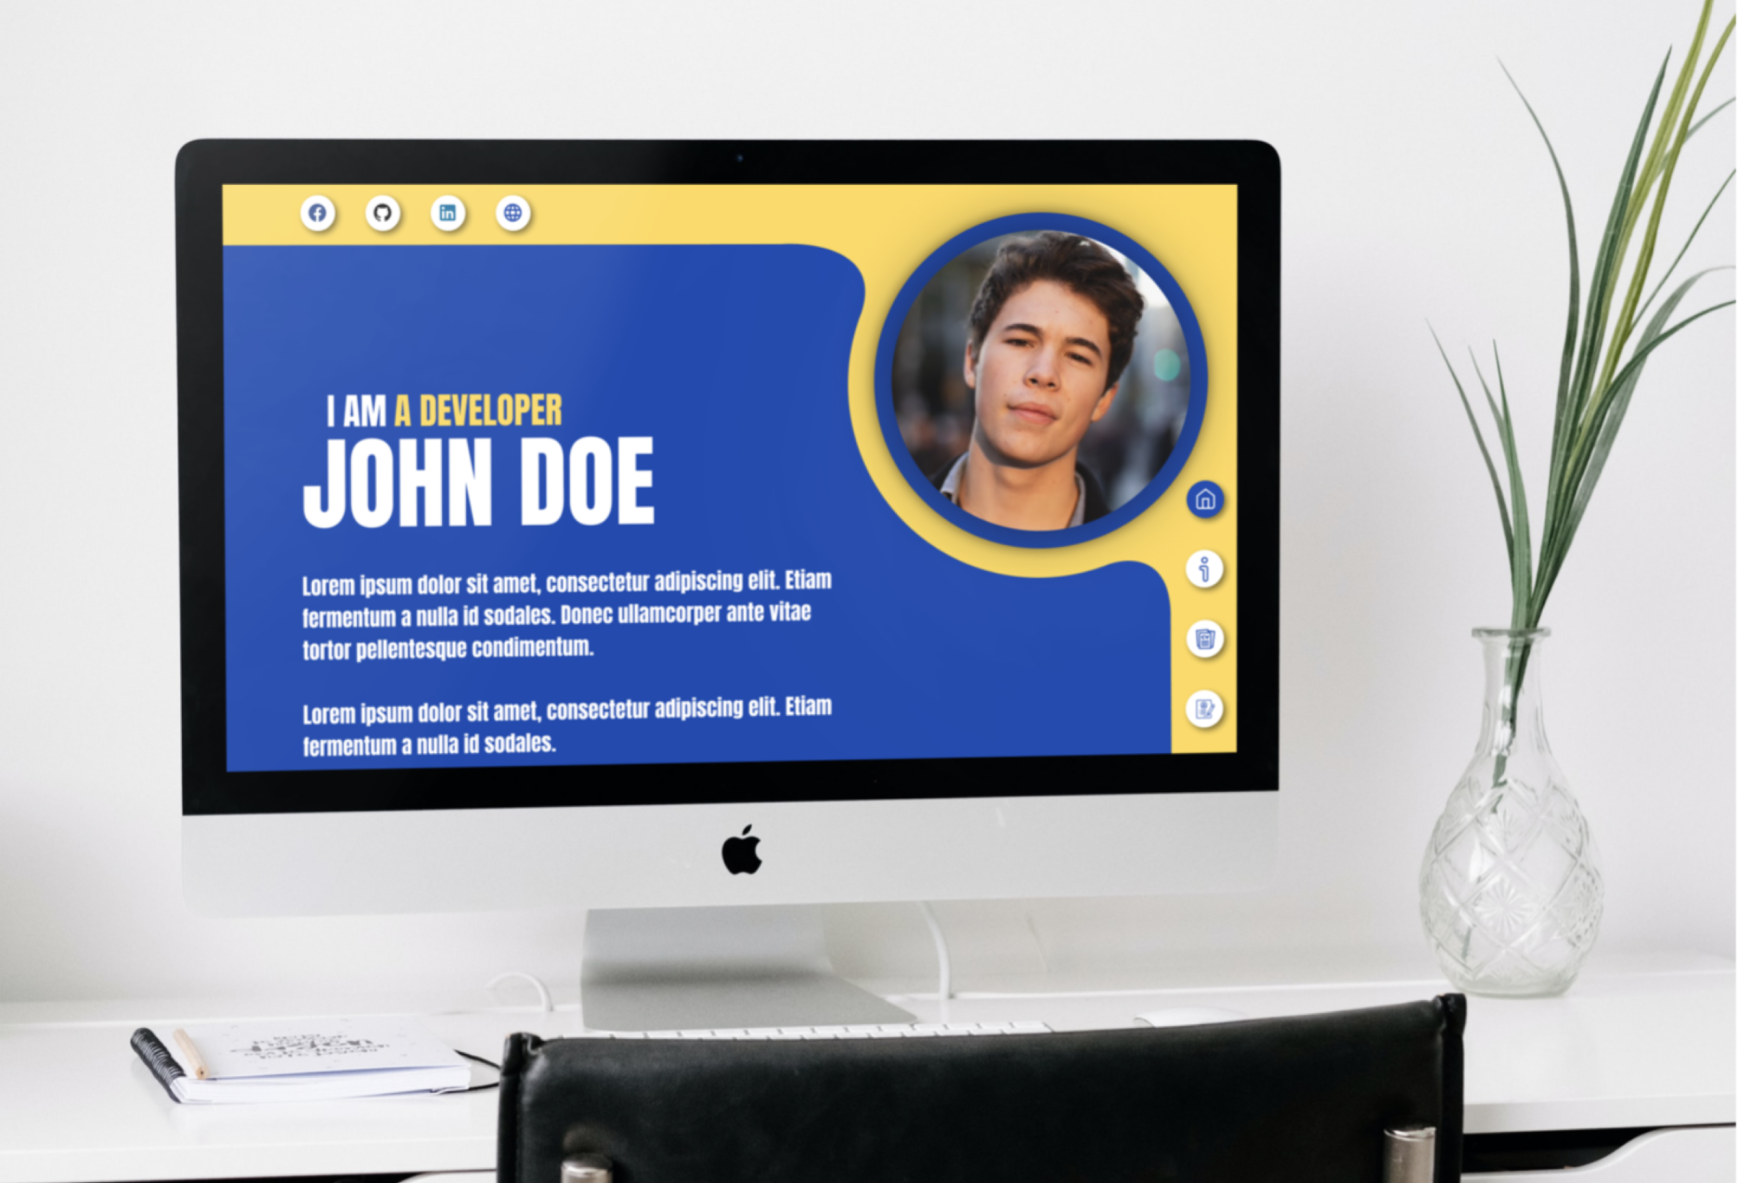 I AM A DEVELOPER
JOHN DOE
Lorem ipsum dolor sit amet, consectetur adipiscing elit. Etiam
fermentum a nulla id sodales. Donec ullamcorper ante vitae
tortor pellentesque condimentum.
Lorem ipsum dolor sit amet, consectetur adipiscing elit. Etiam
fermentum a nulla id sodales.